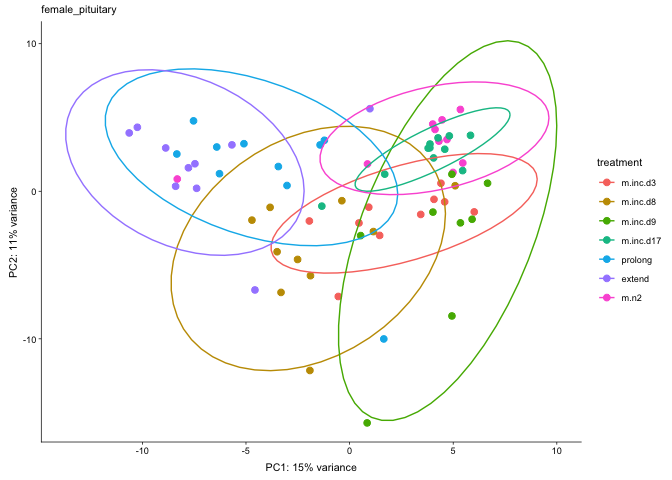 female_pituitary
10
0
-10
PC2: 11% variance
-10
-5
0
5
10
PC1: 15% variance
treatment
m.inc.d3
m.inc.d8
m.inc.d9
m.inc.d17
prolong
extend
m.n2